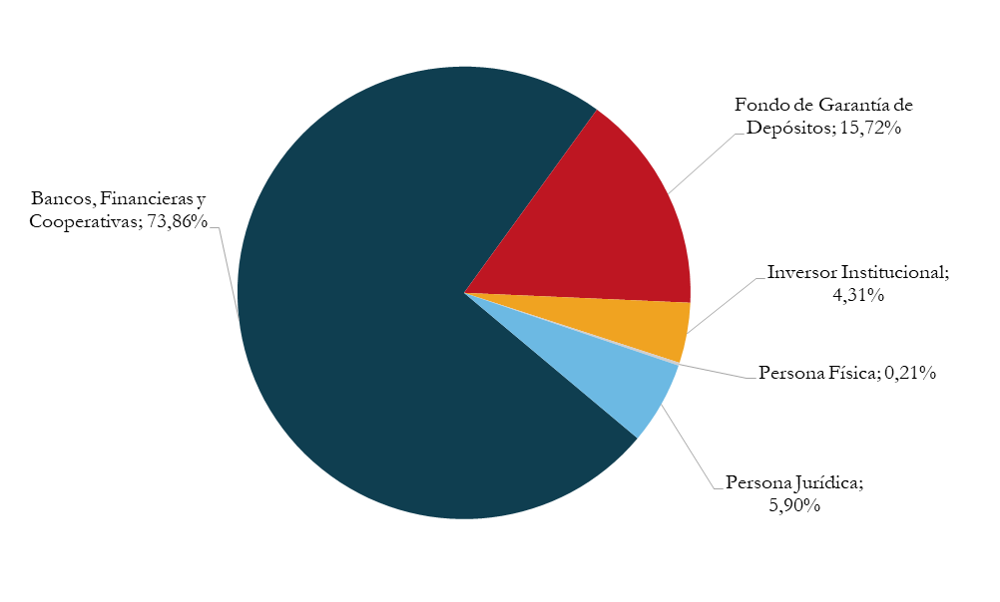 Fondo de Garantía de
Depósitos; 15,72%
Bancos, Financieras y
Cooperativas; 73,86%
Inversor Institucional;
4,31%
Persona Física; 0,21%
Persona Jurídica;
5,90%